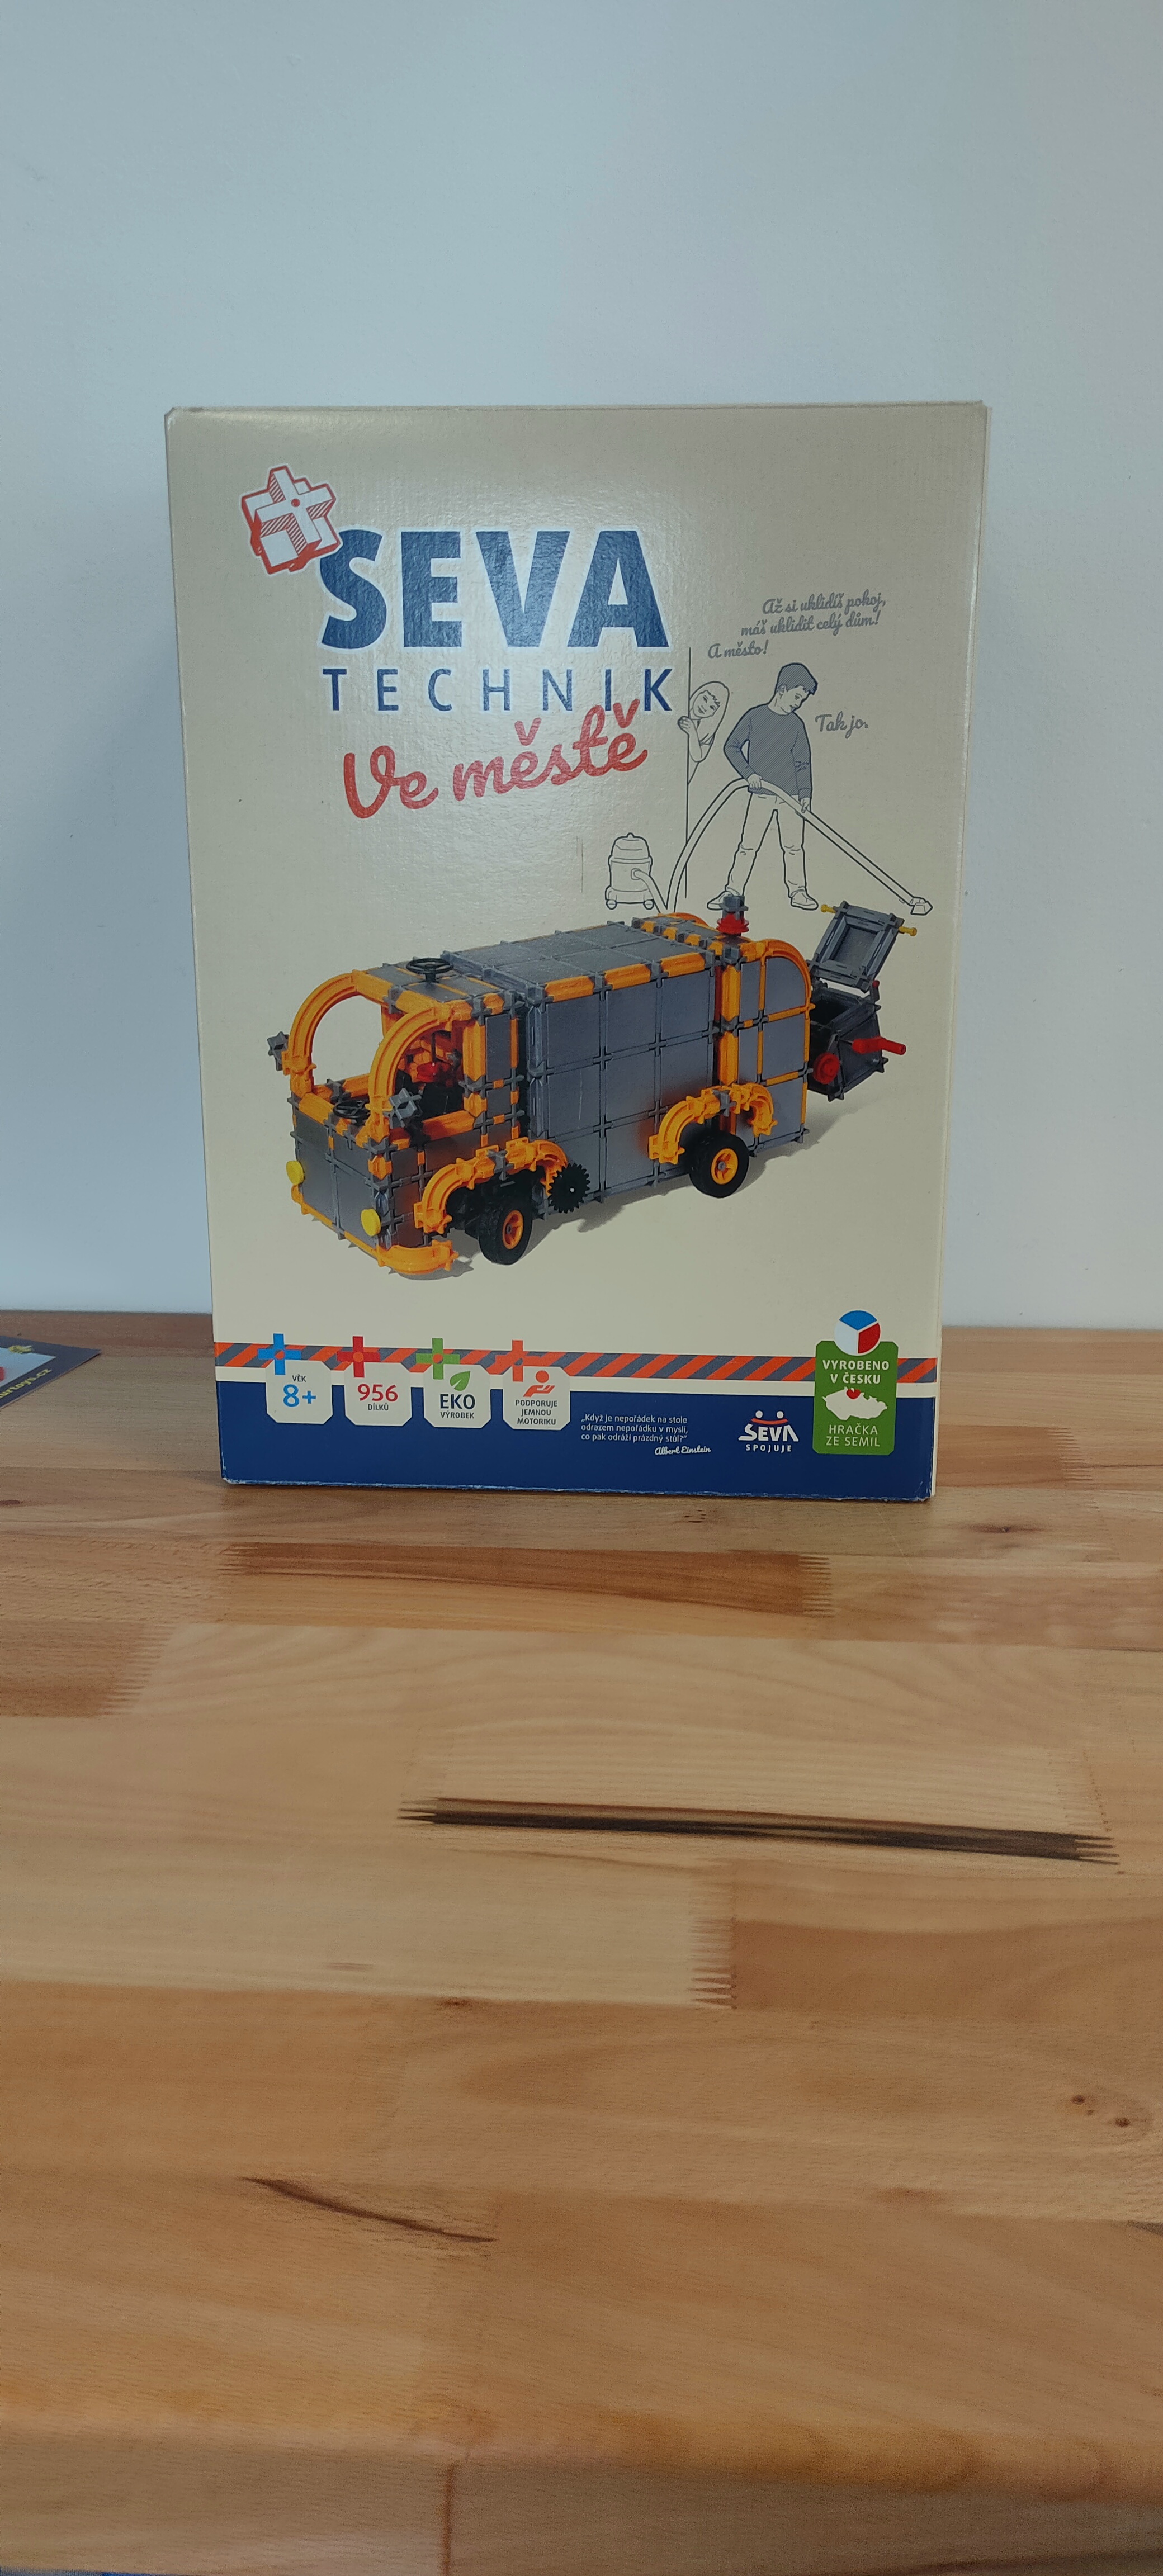 SEVA
TECHNIK
Ve městě
Až si uklidíš pokoj,
máš uklidit celý dům!
A město!
Tak jo.
VĚK
8+
956
DÍLKŮ
EKO
VÝROBEK
PODPORUJE
JEMNOU
MOTORIKU
„Když je nepořádek na stole
odrazem nepořádku v mysli,
co pak odráží prázdný stůl?“
Albert Einstein
SEVA
SPOJUJE
VYROBENO
V ČESKU
HRAČKA
ZE SEMIL